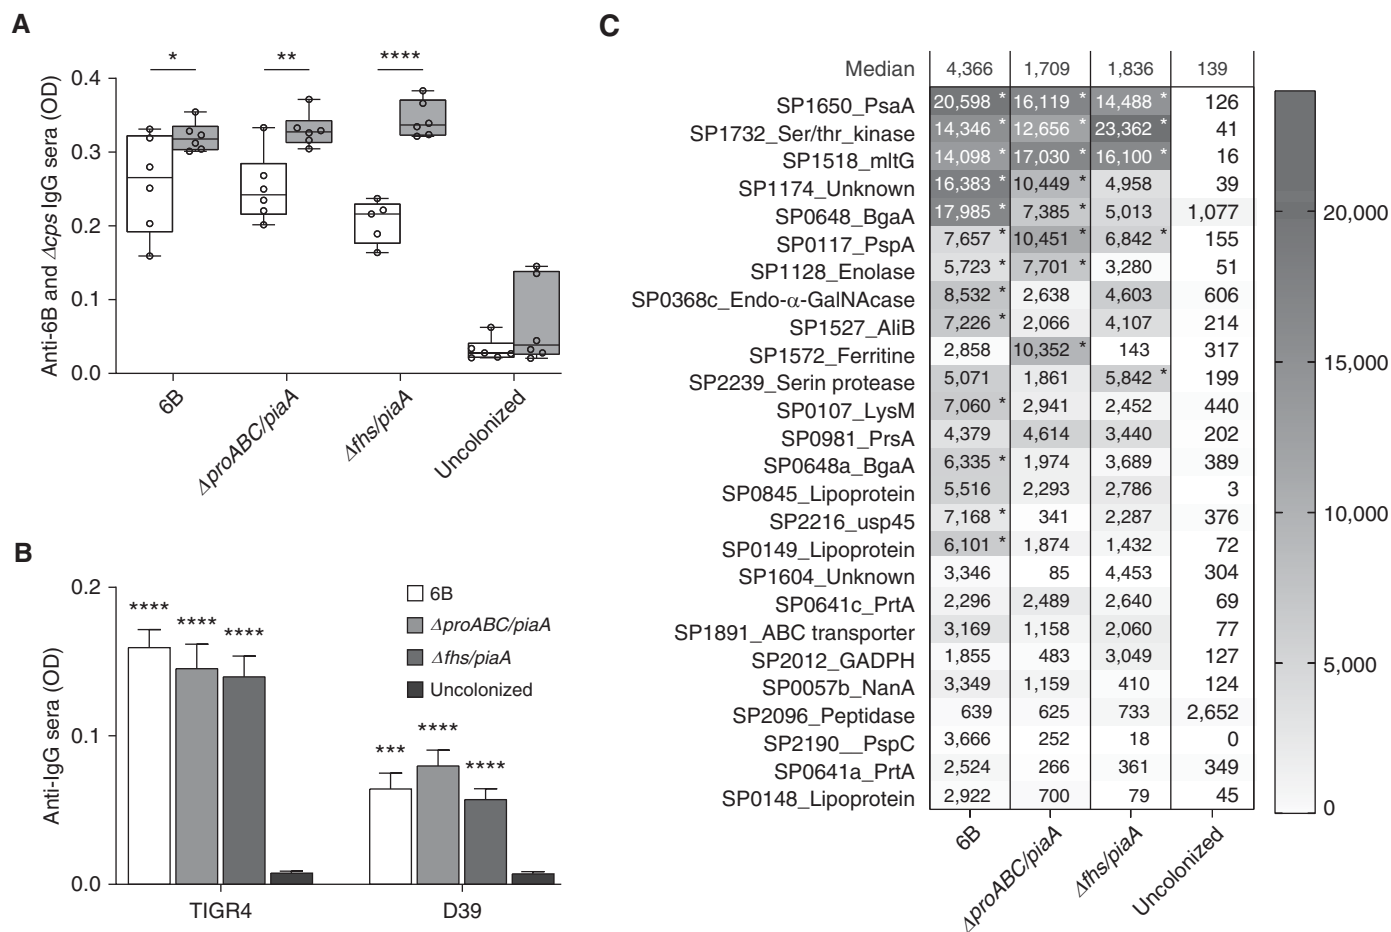 A
Anti-6B and Δcps IgG sera (OD)
0.4
0.3
0.2
0.1
0.0
*
**
****
6B
ΔproABC/piaA
Δfhs/piaA
Uncolonized
B
Anti-IgG sera (OD)
0.2
0.1
0.0
****
****
****
***
****
****
6B
ΔproABC/piaA
Δfhs/piaA
Uncolonized
TIGR4
D39
C
Median 4,366 1,709 1,836 139
SP1650_PsaA 20,598 * 16,119 * 14,488 * 126
SP1732_Ser/thr_kinase 14,346 * 12,656 * 23,362 * 41
SP1518_mltG 14,098 * 17,030 * 16,100 * 16
SP1174_Unknown 16,383 * 10,449 * 4,958 39
SP0648_BgaA 17,985 * 7,385 * 5,013 1,077
SP0117_PspA 7,657 * 10,451 * 6,842 * 155
SP1128_Enolase 5,723 * 7,701 * 3,280 51
SP0368c_Endo-α-GalNAcase 8,532 * 2,638 4,603 606
SP1527_AliB 7,226 * 2,066 4,107 214
SP1572_Ferritine 2,858 10,352 * 143 317
SP2239_Serin protease 5,071 1,861 5,842 * 199
SP0107_LysM 7,060 * 2,941 2,452 440
SP0981_PrsA 4,379 4,614 3,440 202
SP0648a_BgaA 6,335 * 1,974 3,689 389
SP0845_Lipoprotein 5,516 2,293 2,786 3
SP2216_usp45 7,168 * 341 2,287 376
SP0149_Lipoprotein 6,101 * 1,874 1,432 72
SP1604_Unknown 3,346 85 4,453 304
SP0641c_PrtA 2,296 2,489 2,640 69
SP1891_ABC transporter 3,169 1,158 2,060 77
SP2012_GADPH 1,855 483 3,049 127
SP0057b_NanA 3,349 1,159 410 124
SP2096_Peptidase 639 625 733 2,652
SP2190__PspC 3,666 252 18 0
SP0641a_PrtA 2,524 266 361 349
SP0148_Lipoprotein 2,922 700 79 45
6B
ΔproABC/piaA
Δfhs/piaA
Uncolonized
20,000
15,000
10,000
5,000
0